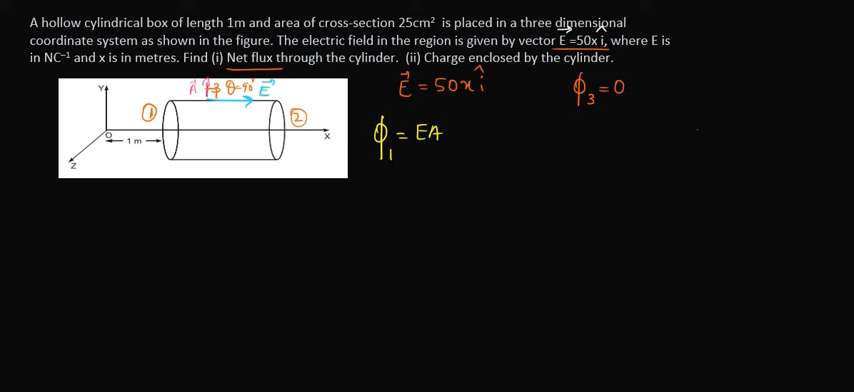 A hollow cylindrical box of length 1m and area of cross-section 25cm² is placed in a three dimensional
coordinate system as shown in the figure. The electric field in the region is given by vector E⃗ =50x î, where E is
in NC⁻¹ and x is in metres. Find (i) Net flux through the cylinder. (ii) Charge enclosed by the cylinder.
E⃗ = 50x î
ϕ₃ = 0
Y
A⃗ 3 θ=90° E⃗
① ②
O X
1 m
Z
ϕ₁ = EA